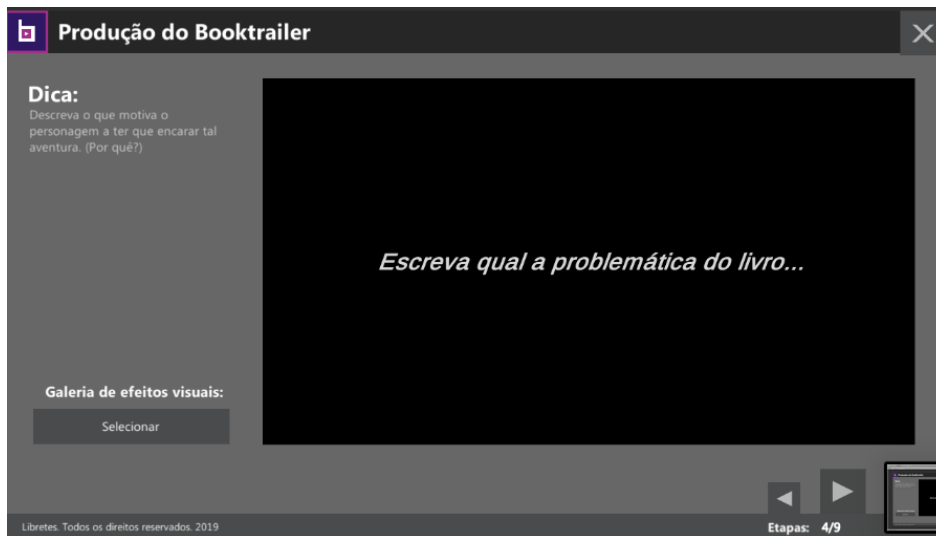 Produção do Booktrailer
Dica:
Descreva o que motiva o
personagem a ter que encarar tal
aventura. (Por quê?)
Escreva qual a problemática do livro...
Galeria de efeitos visuais:
Selecionar
Libretes. Todos os direitos reservados. 2019
Etapas: 4/9